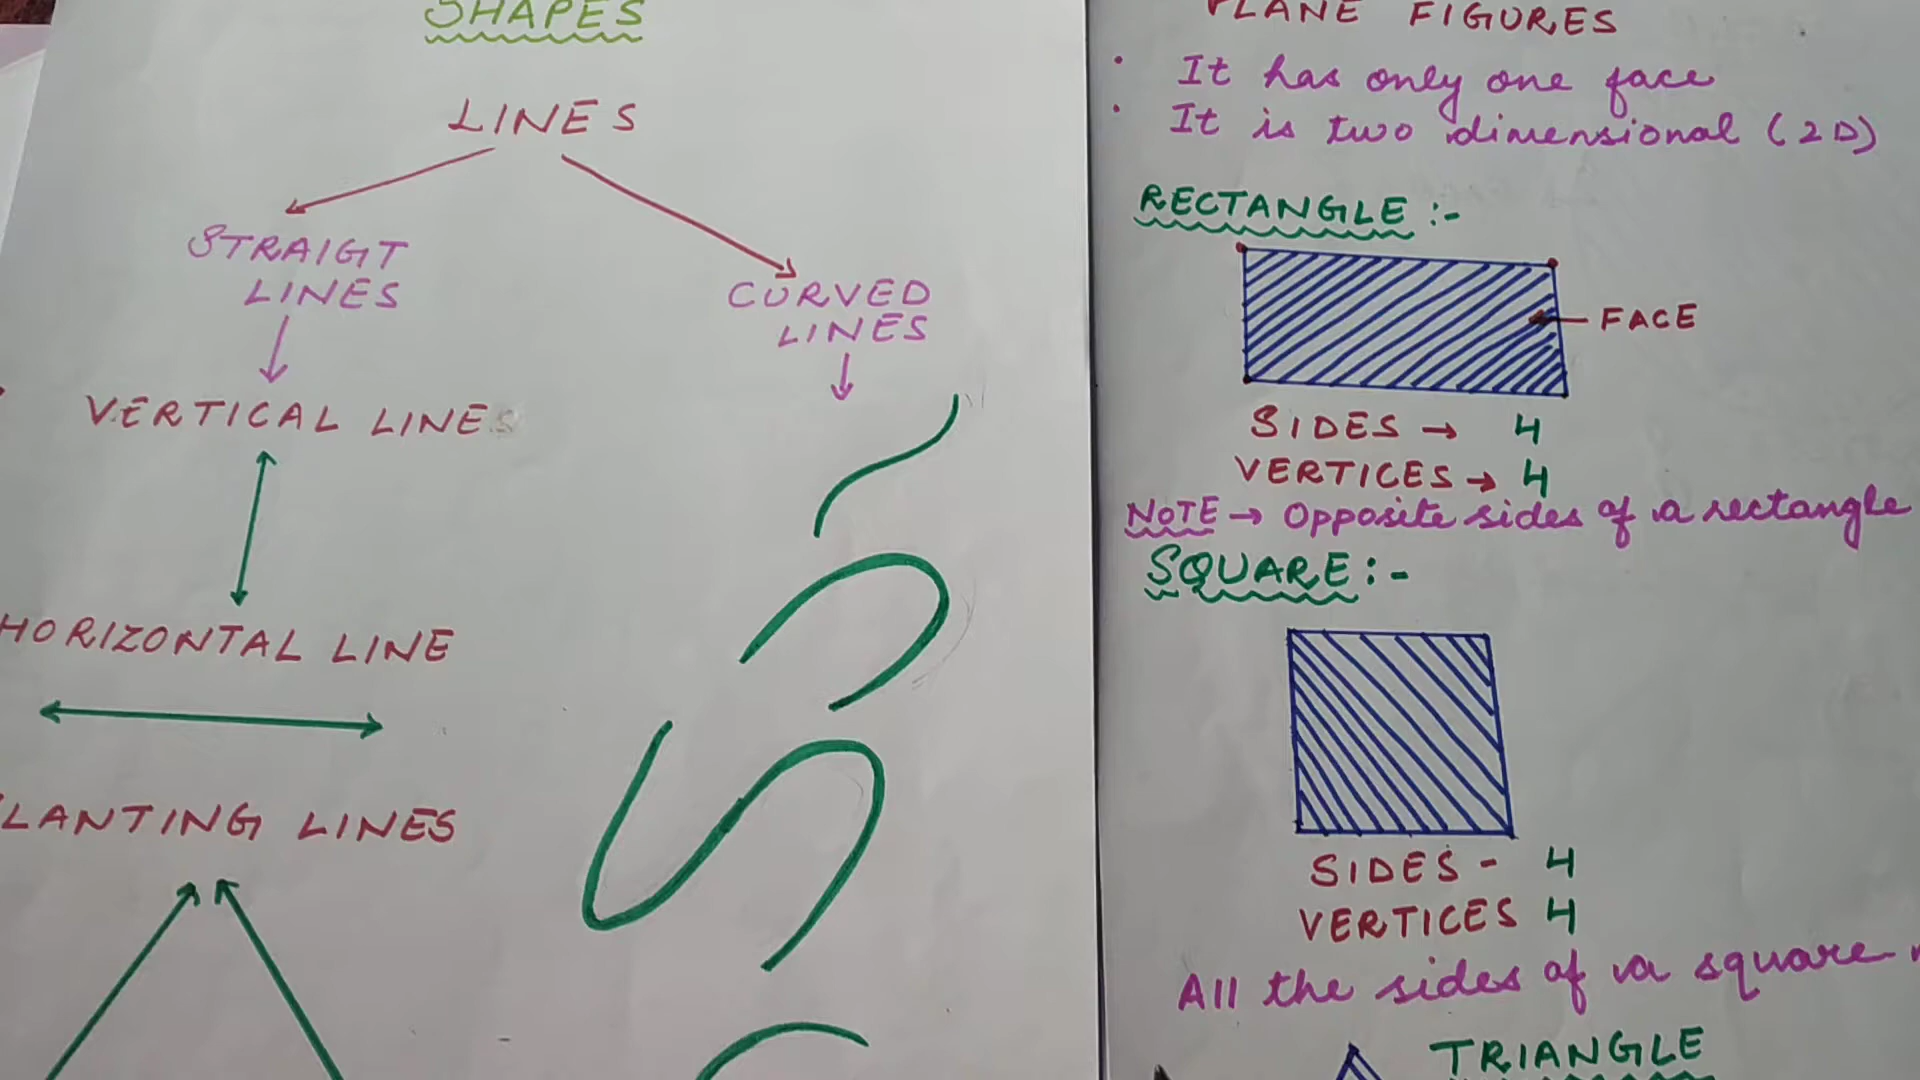 SHAPES
LINES
STRAIGT
LINES
CURVED
LINES
VERTICAL LINES
HORIZONTAL LINE
LANTING LINES
PLANE FIGURES
• It has only one face
• It is two dimensional (2D)
RECTANGLE :-
← FACE
SIDES → 4
VERTICES → 4
NOTE → Opposite sides of a rectangle
SQUARE :-
SIDES - 4
VERTICES 4
All the sides of a square
TRIANGLE